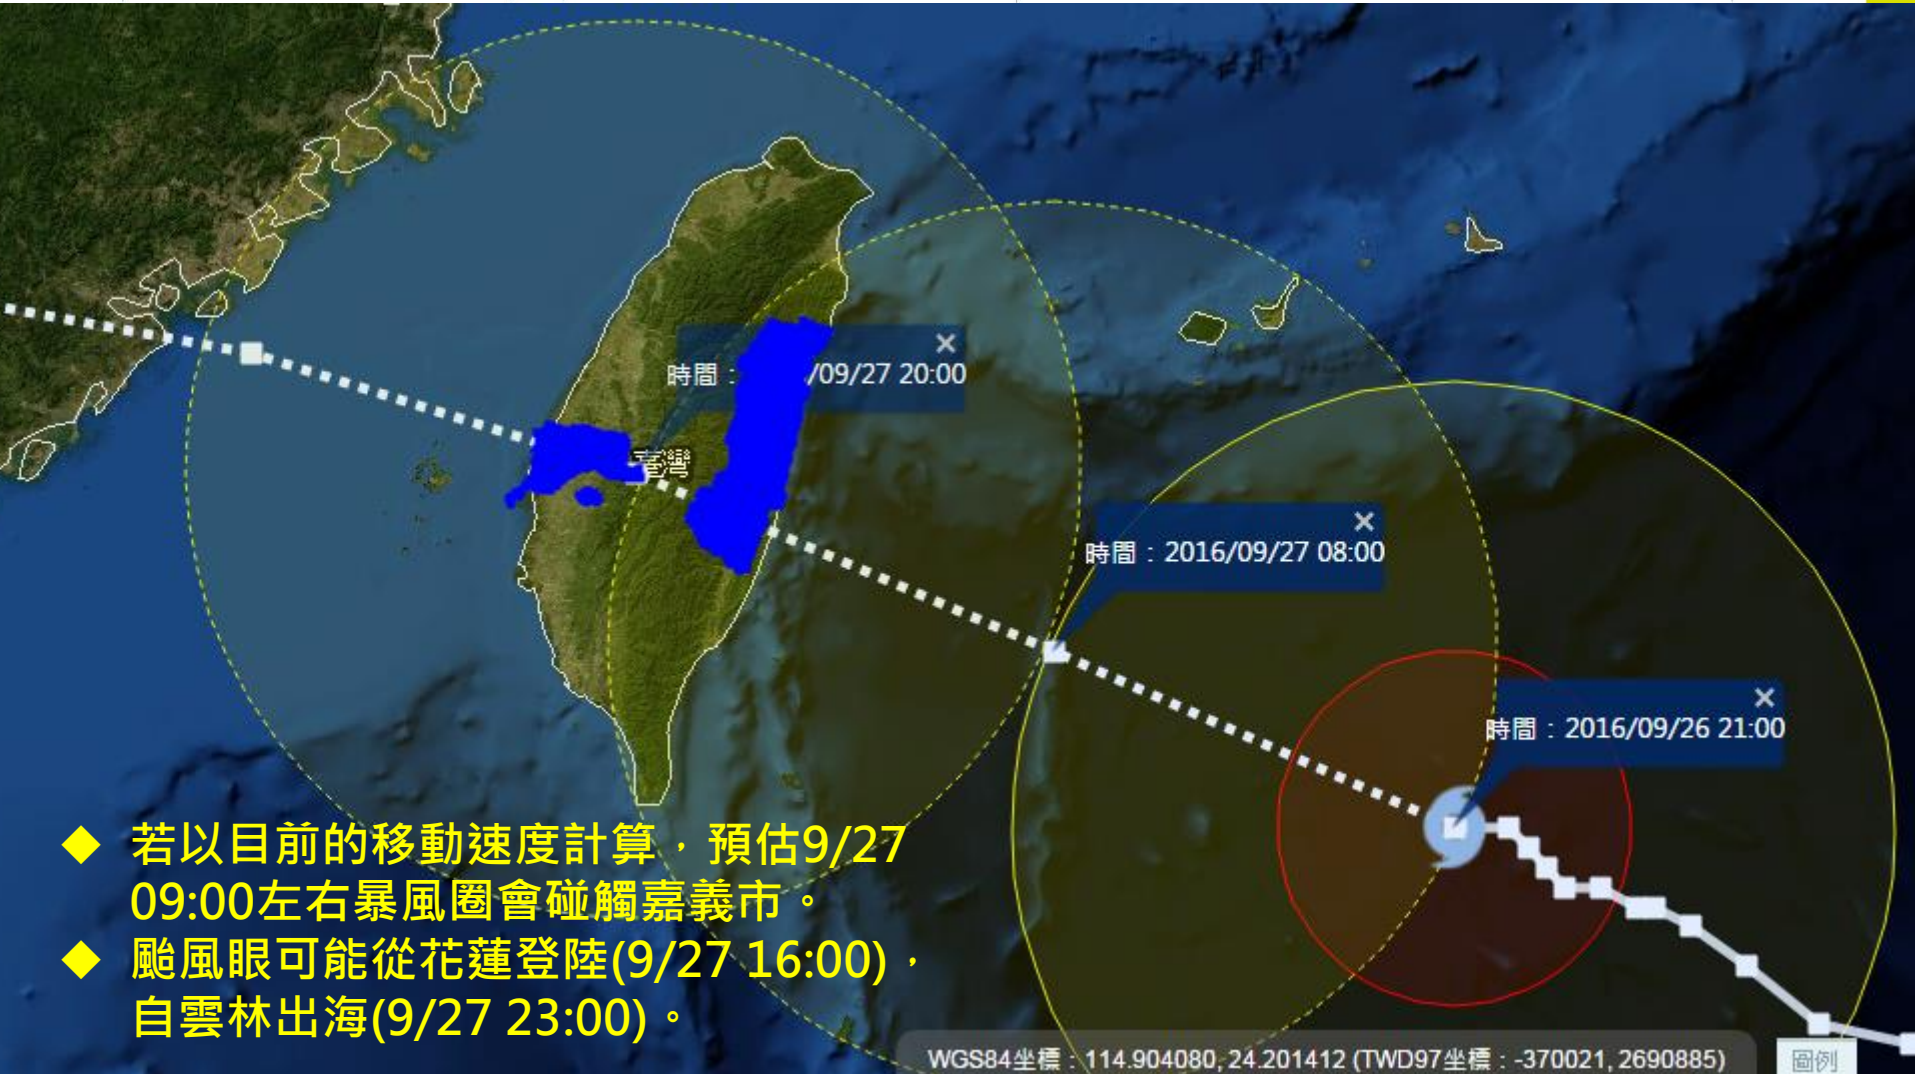 時間： /09/27 20:00
臺灣
時間：2016/09/27 08:00
時間：2016/09/26 21:00
◆ 若以目前的移動速度計算，預估9/27
09:00左右暴風圈會碰觸嘉義市。
◆ 颱風眼可能從花蓮登陸(9/27 16:00)，
自雲林出海(9/27 23:00)。
WGS84坐標：114.904080, 24.201412 (TWD97坐標：-370021, 2690885)
圖例